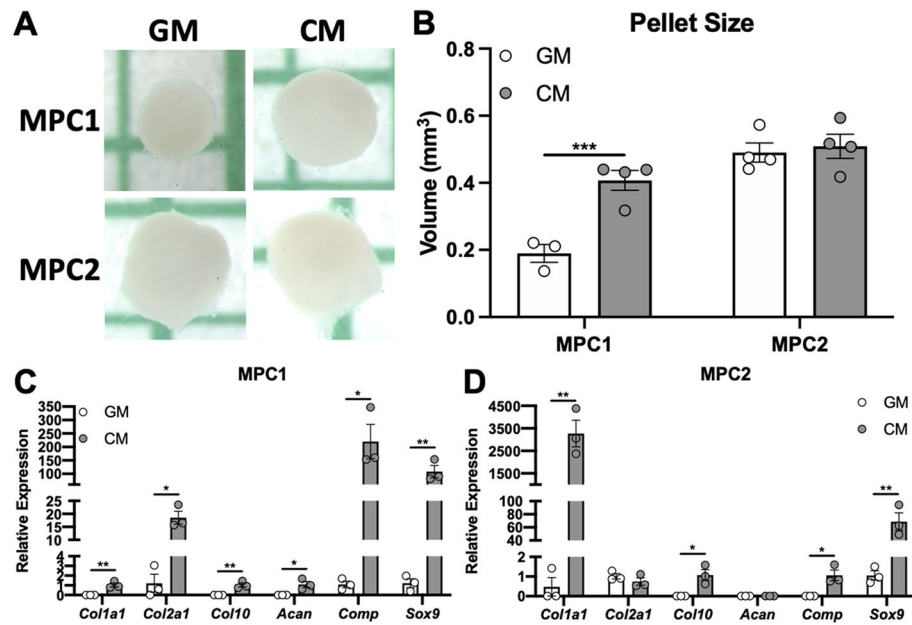 A
GM
CM
MPC1
MPC2
B
Pellet Size
GM
CM
Volume (mm³)
0.8
0.6
0.4
0.2
0.0
***
MPC1
MPC2
C
MPC1
GM
CM
Relative Expression
350
300
250
200
150
100
25
20
15
10
5
4
3
2
1
0
**
*
**
*
*
**
Col1a1
Col2a1
Col10
Acan
Comp
Sox9
D
MPC2
GM
CM
Relative Expression
4500
3500
2500
1500
100
80
60
40
2
1
0
**
*
*
**
Col1a1
Col2a1
Col10
Acan
Comp
Sox9